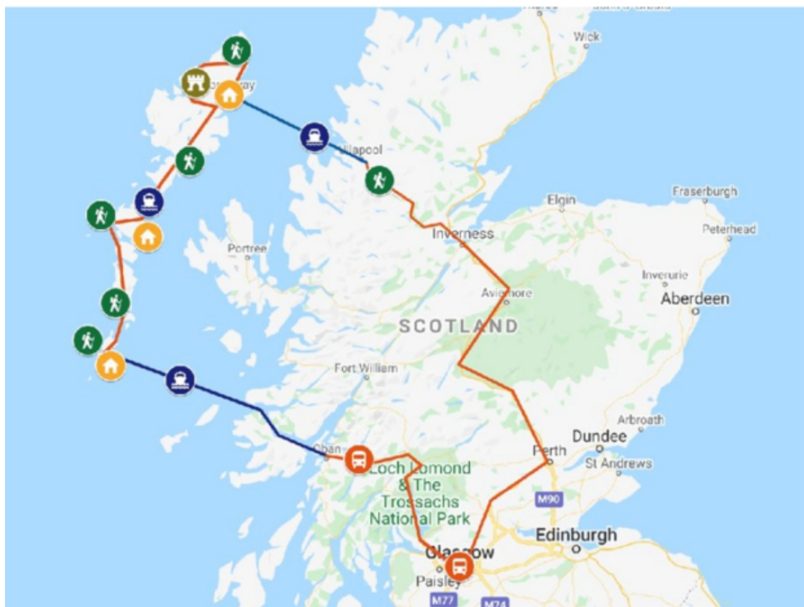 Wick
Ullapool
Elgin
Fraserburgh
Peterhead
Inverness
Portree
Inverurie
Aviemore
Aberdeen
SCOTLAND
Fort William
Arbroath
Dundee
Oban
Perth
St Andrews
Loch Lomond
& The
Trossachs
National Park
M90
Edinburgh
Glasgow
Paisley
M77
M74